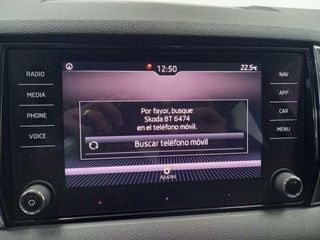 12:50
22.5°C
RADIO
MEDIA
PHONE
VOICE
NAV
APP
CAR
MENU
Por favor, busque
Skoda BT 6474
en el teléfono móvil.
Buscar teléfono móvil
Ajustes